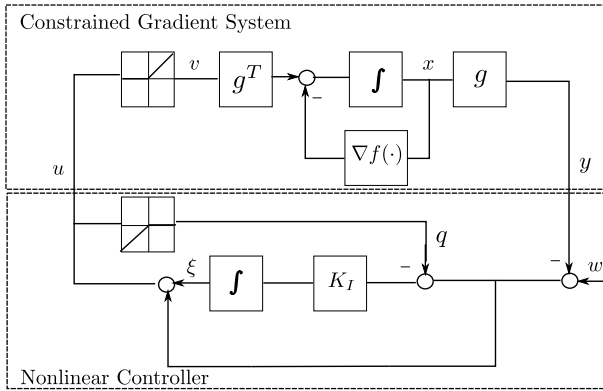 Constrained Gradient System
v
g^T
∫
x
g
−
∇f(·)
u
y
q
−
−
w
ξ
∫
K_I
Nonlinear Controller